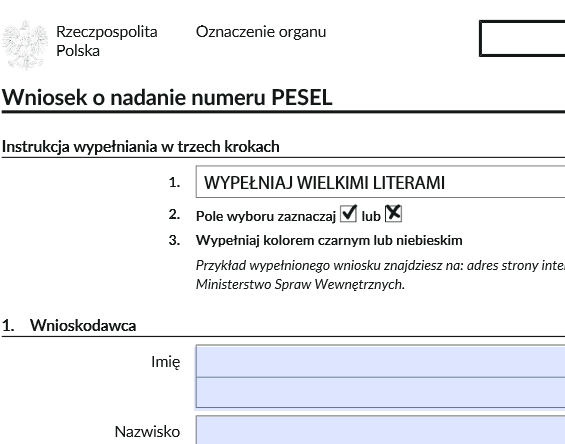 Rzeczpospolita
Polska
Oznaczenie organu
Wniosek o nadanie numeru PESEL
Instrukcja wypełniania w trzech krokach
1. WYPEŁNIAJ WIELKIMI LITERAMI
2. Pole wyboru zaznaczaj ☑ lub ☒
3. Wypełniaj kolorem czarnym lub niebieskim
Przykład wypełnionego wniosku znajdziesz na: adres strony inte
Ministerstwo Spraw Wewnętrznych.
1. Wnioskodawca
Imię
Nazwisko